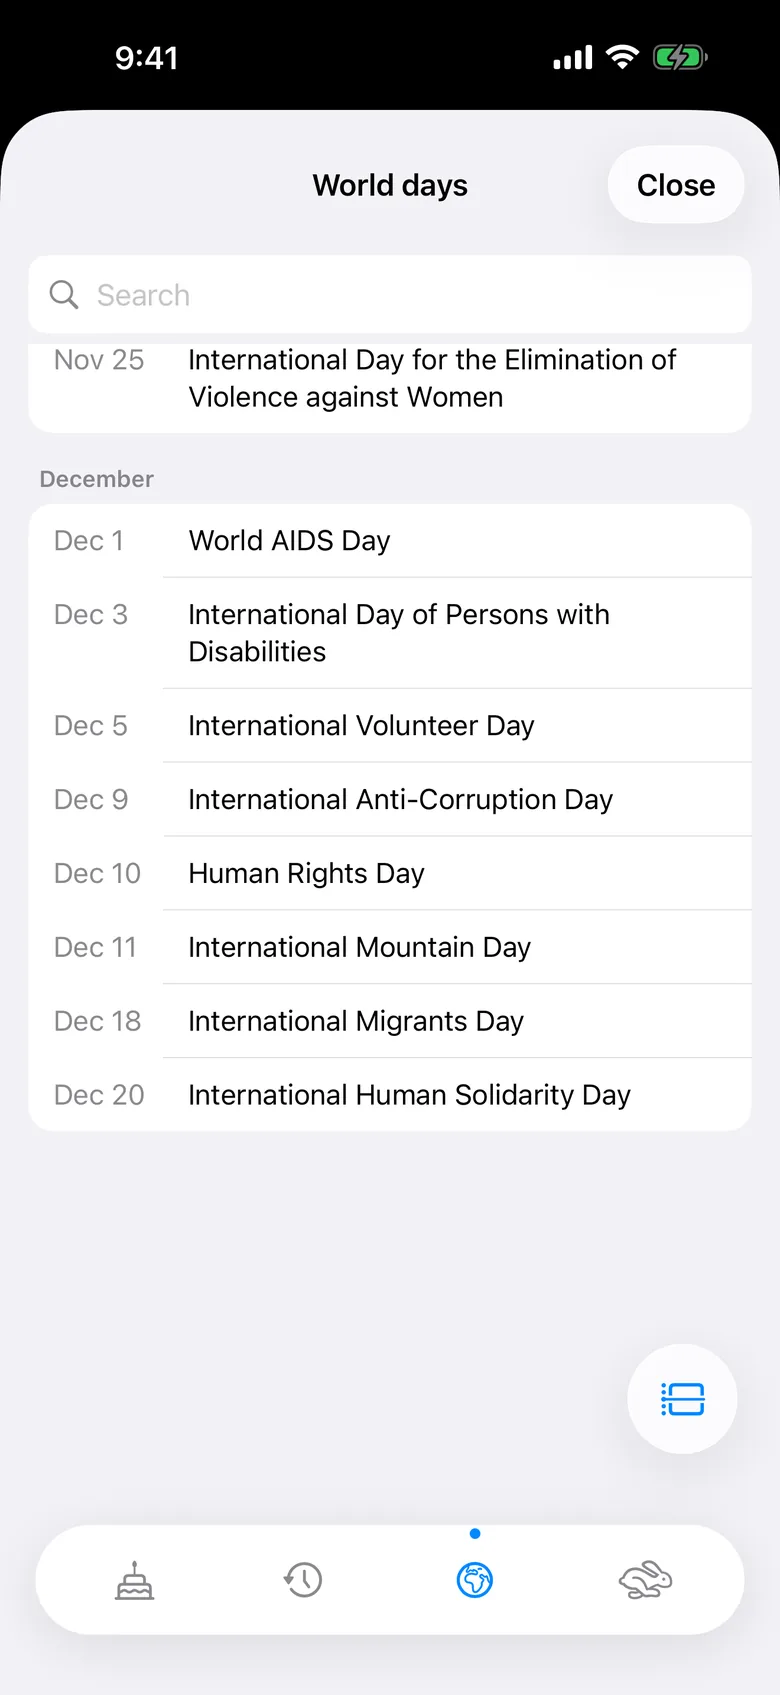 9:41
World days
Close
Search
Nov 25
International Day for the Elimination of
Violence against Women
December
Dec 1
World AIDS Day
Dec 3
International Day of Persons with
Disabilities
Dec 5
International Volunteer Day
Dec 9
International Anti-Corruption Day
Dec 10
Human Rights Day
Dec 11
International Mountain Day
Dec 18
International Migrants Day
Dec 20
International Human Solidarity Day